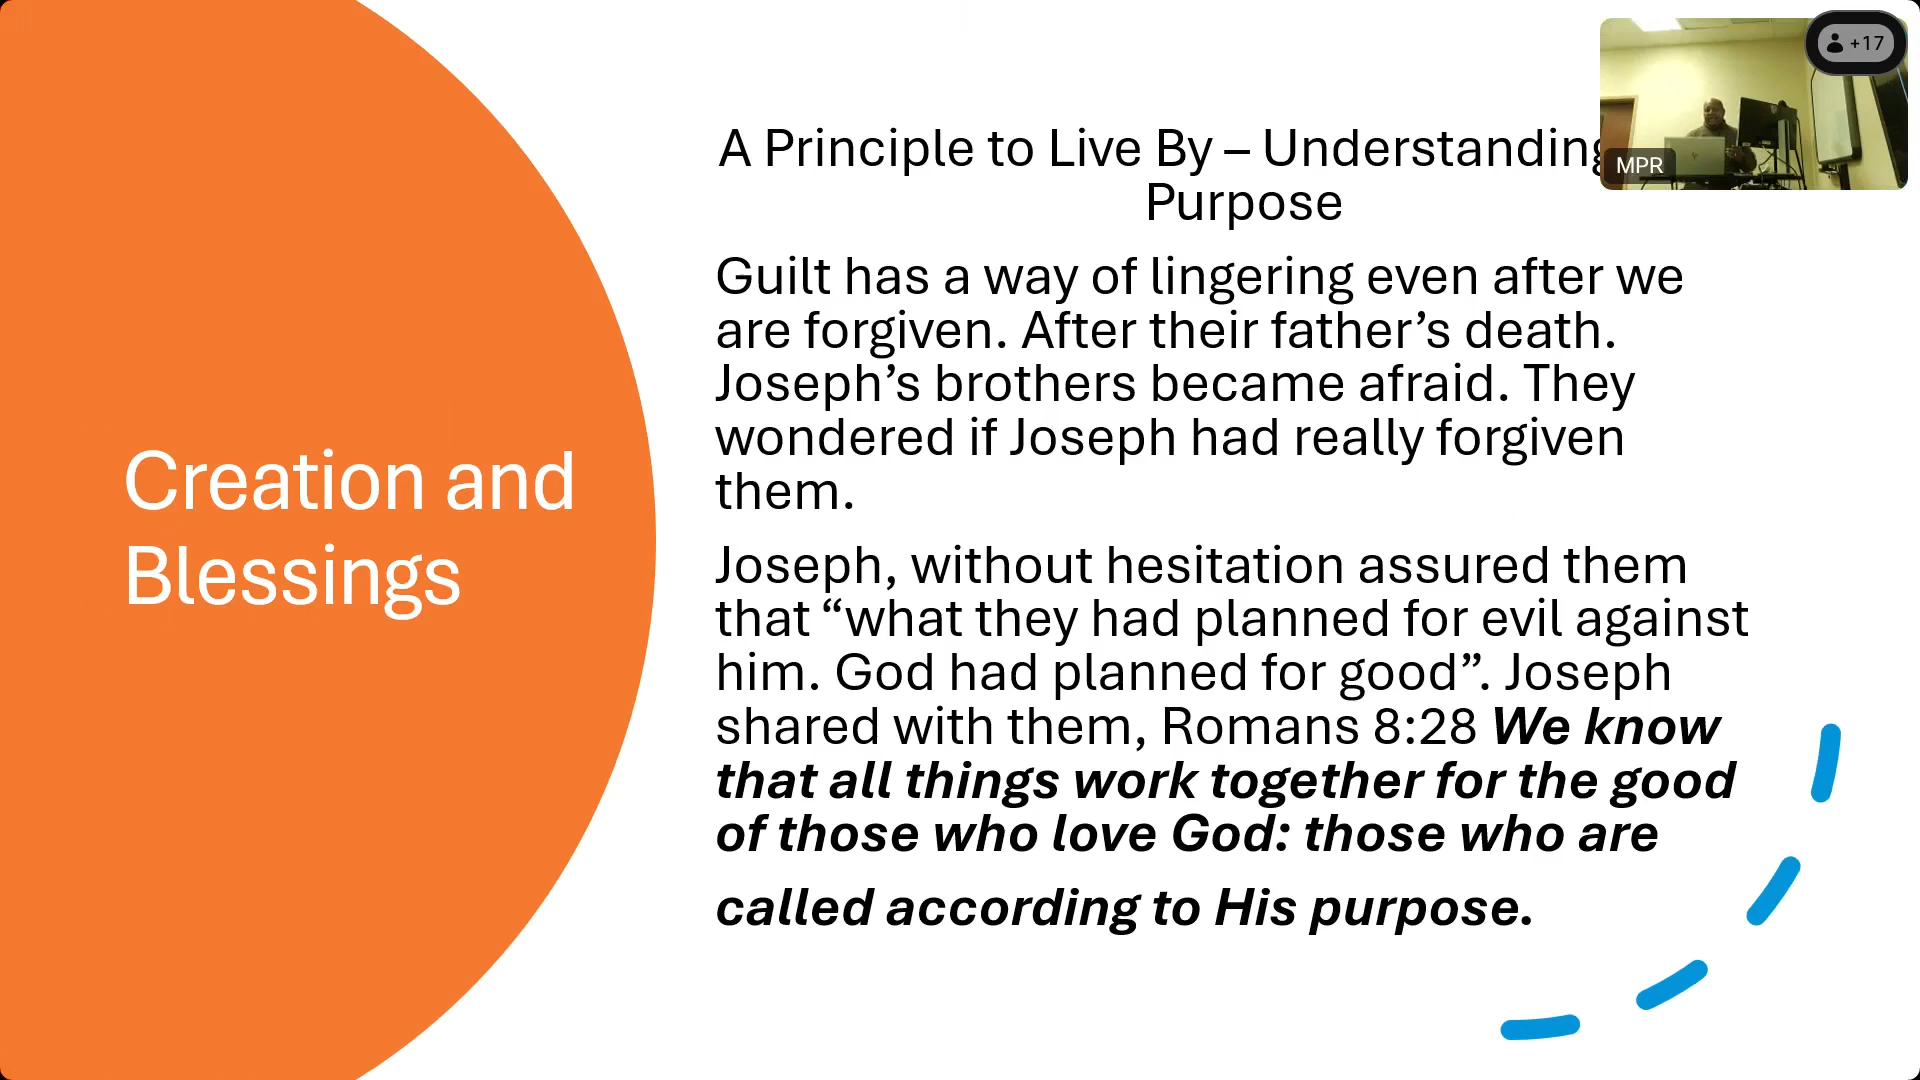 Creation and
Blessings
A Principle to Live By – Understanding
Purpose
Guilt has a way of lingering even after we
are forgiven. After their father’s death.
Joseph’s brothers became afraid. They
wondered if Joseph had really forgiven
them.
Joseph, without hesitation assured them
that “what they had planned for evil against
him. God had planned for good”. Joseph
shared with them, Romans 8:28 We know
that all things work together for the good
of those who love God: those who are
called according to His purpose.
+17
MPR